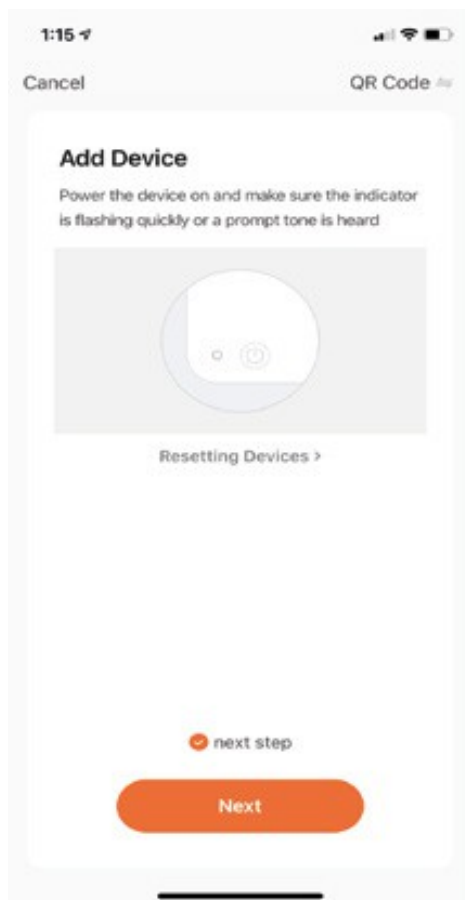 1:15
Cancel
QR Code
Add Device
Power the device on and make sure the indicator
is flashing quickly or a prompt tone is heard
Resetting Devices >
next step
Next